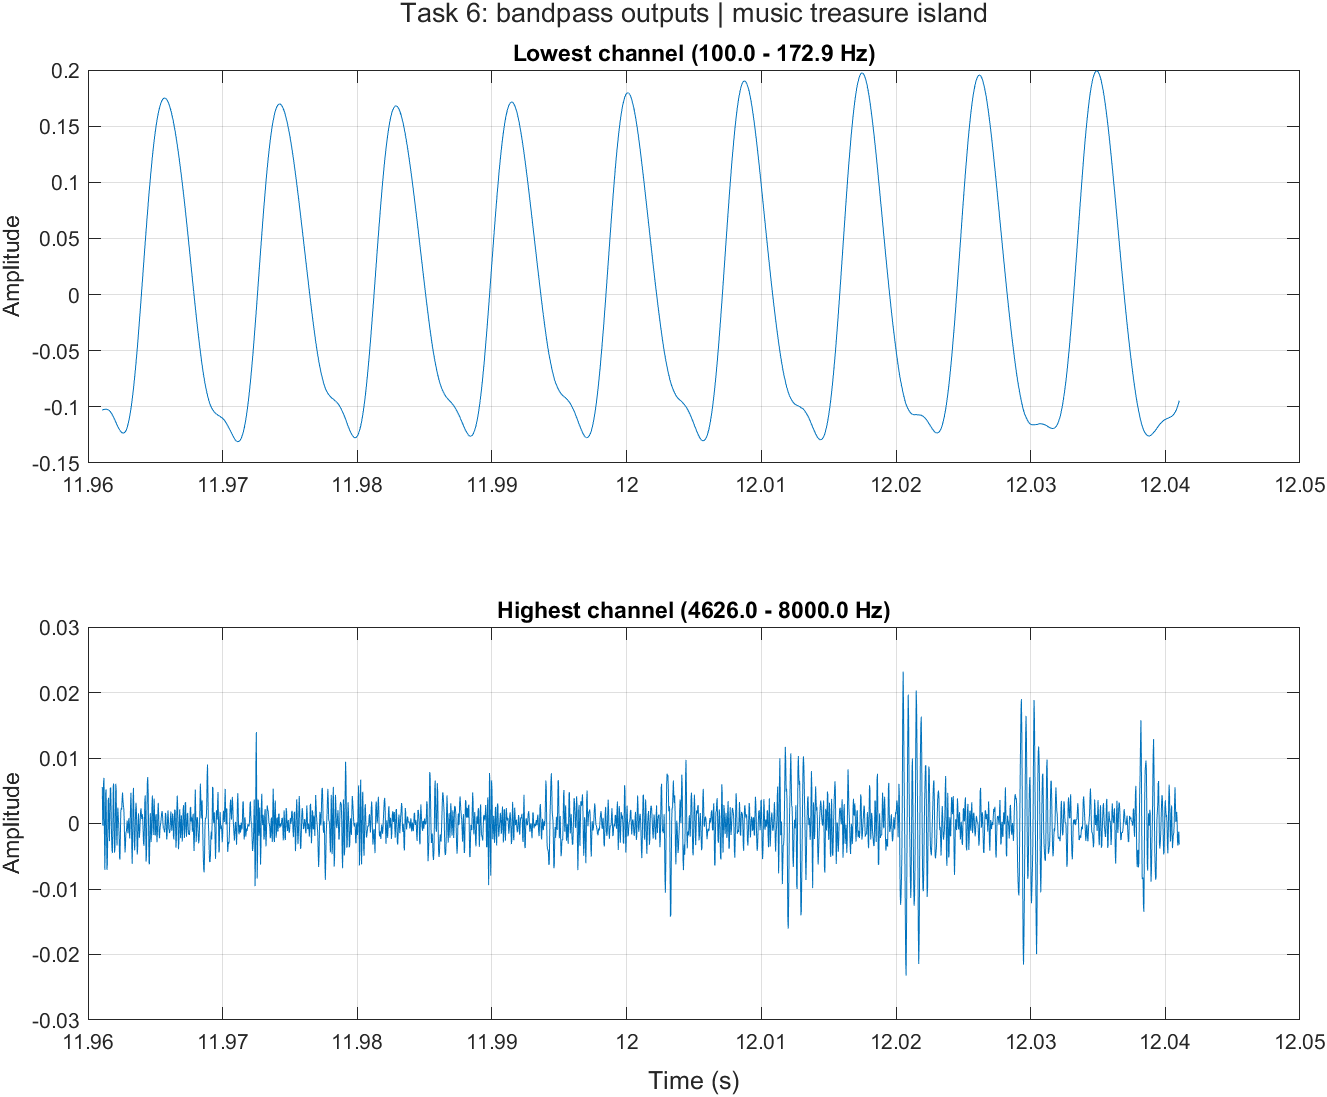 Task 6: bandpass outputs | music treasure island
Lowest channel (100.0 - 172.9 Hz)
0.2
0.15
0.1
0.05
0
-0.05
-0.1
-0.15
Amplitude
11.96 11.97 11.98 11.99 12 12.01 12.02 12.03 12.04 12.05
Highest channel (4626.0 - 8000.0 Hz)
0.03
0.02
0.01
0
-0.01
-0.02
-0.03
Amplitude
11.96 11.97 11.98 11.99 12 12.01 12.02 12.03 12.04 12.05
Time (s)